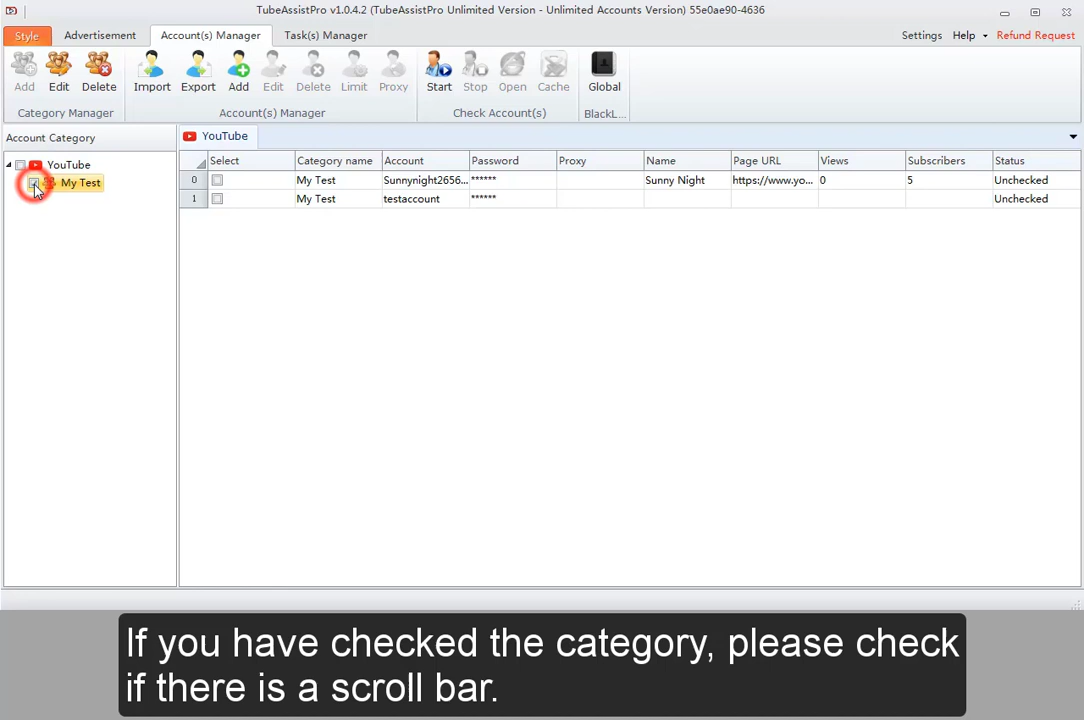 TubeAssistPro v1.0.4.2 (TubeAssistPro Unlimited Version - Unlimited Accounts Version) 55e0ae90-4636
Style Advertisement Account(s) Manager Task(s) Manager Settings Help Refund Request
Add Edit Delete Import Export Add Edit Delete Limit Proxy Start Stop Open Cache Global
Category Manager Account(s) Manager Check Account(s) BlackL...
Account Category YouTube
YouTube
My Test
Select Category name Account Password Proxy Name Page URL Views Subscribers Status
0 My Test Sunnynight2656... ****** Sunny Night https://www.yo... 0 5 Unchecked
1 My Test testaccount ****** Unchecked
If you have checked the category, please check
if there is a scroll bar.